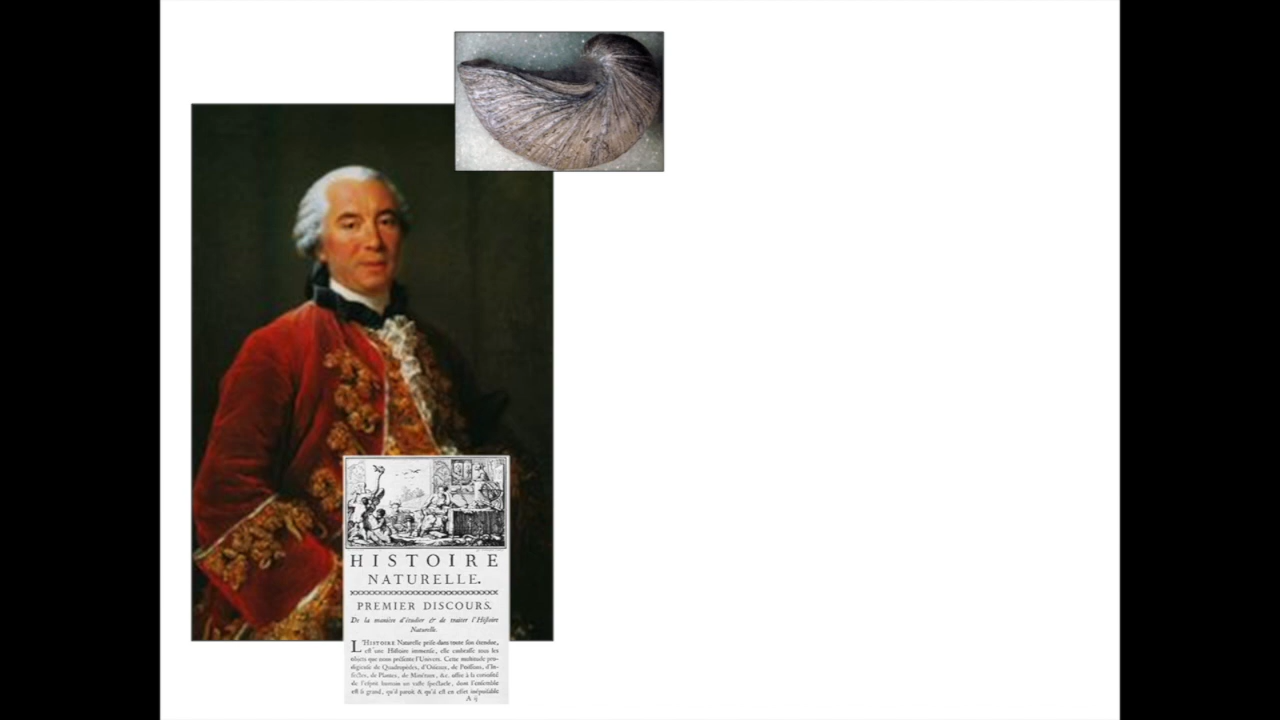 HISTOIRE
NATURELLE.
PREMIER DISCOURS.
De la manière d'étudier & de traiter l'Histoire
Naturelle.
L'HISTOIRE Naturelle prise dans toute son étendue,
est une Histoire immense, elle embrasse tous les
objets que nous présente l'Univers. Cette multitude pro-
digieuse de Quadrupèdes, d'Oiseaux, de Poissons, d'In-
sectes, de Plantes, de Minéraux, &c. offre à la curiosité
de l'esprit humain un vaste spectacle, dont l'ensemble
est si grand, qu'il paroît & qu'il est en effet inépuisable
A ij